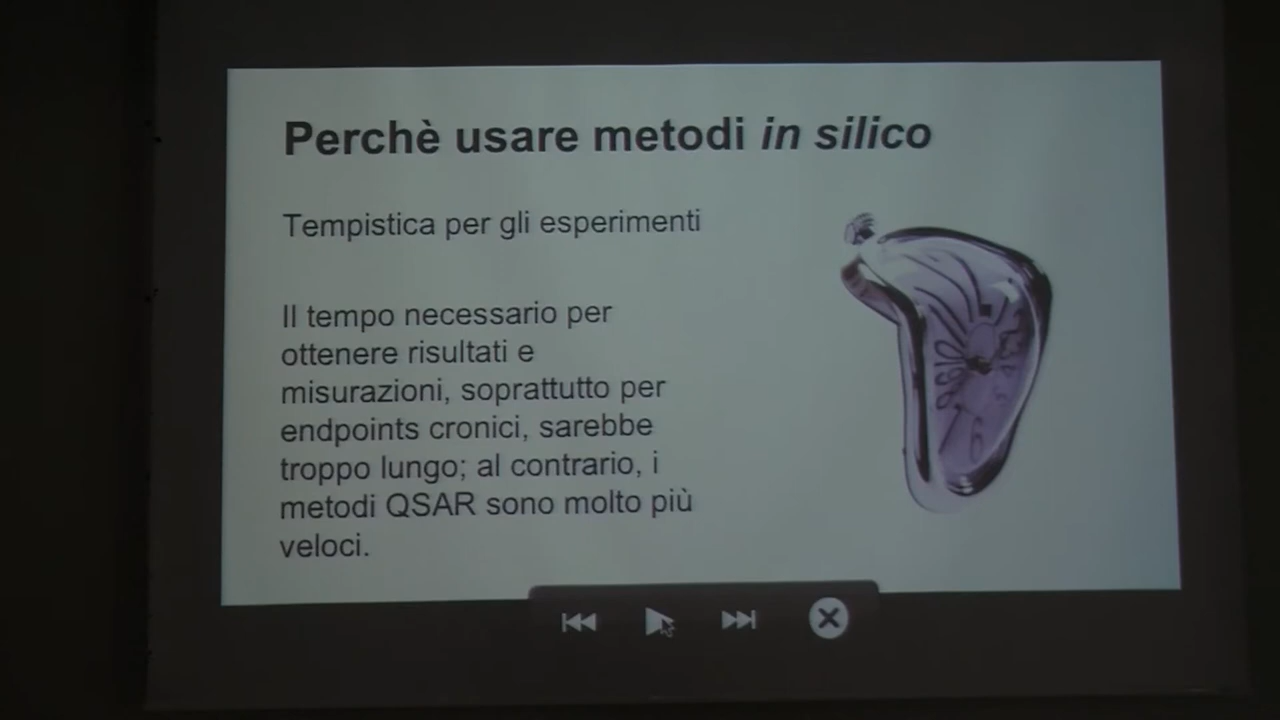 Perchè usare metodi in silico
Tempistica per gli esperimenti
Il tempo necessario per
ottenere risultati e
misurazioni, soprattutto per
endpoints cronici, sarebbe
troppo lungo; al contrario, i
metodi QSAR sono molto più
veloci.